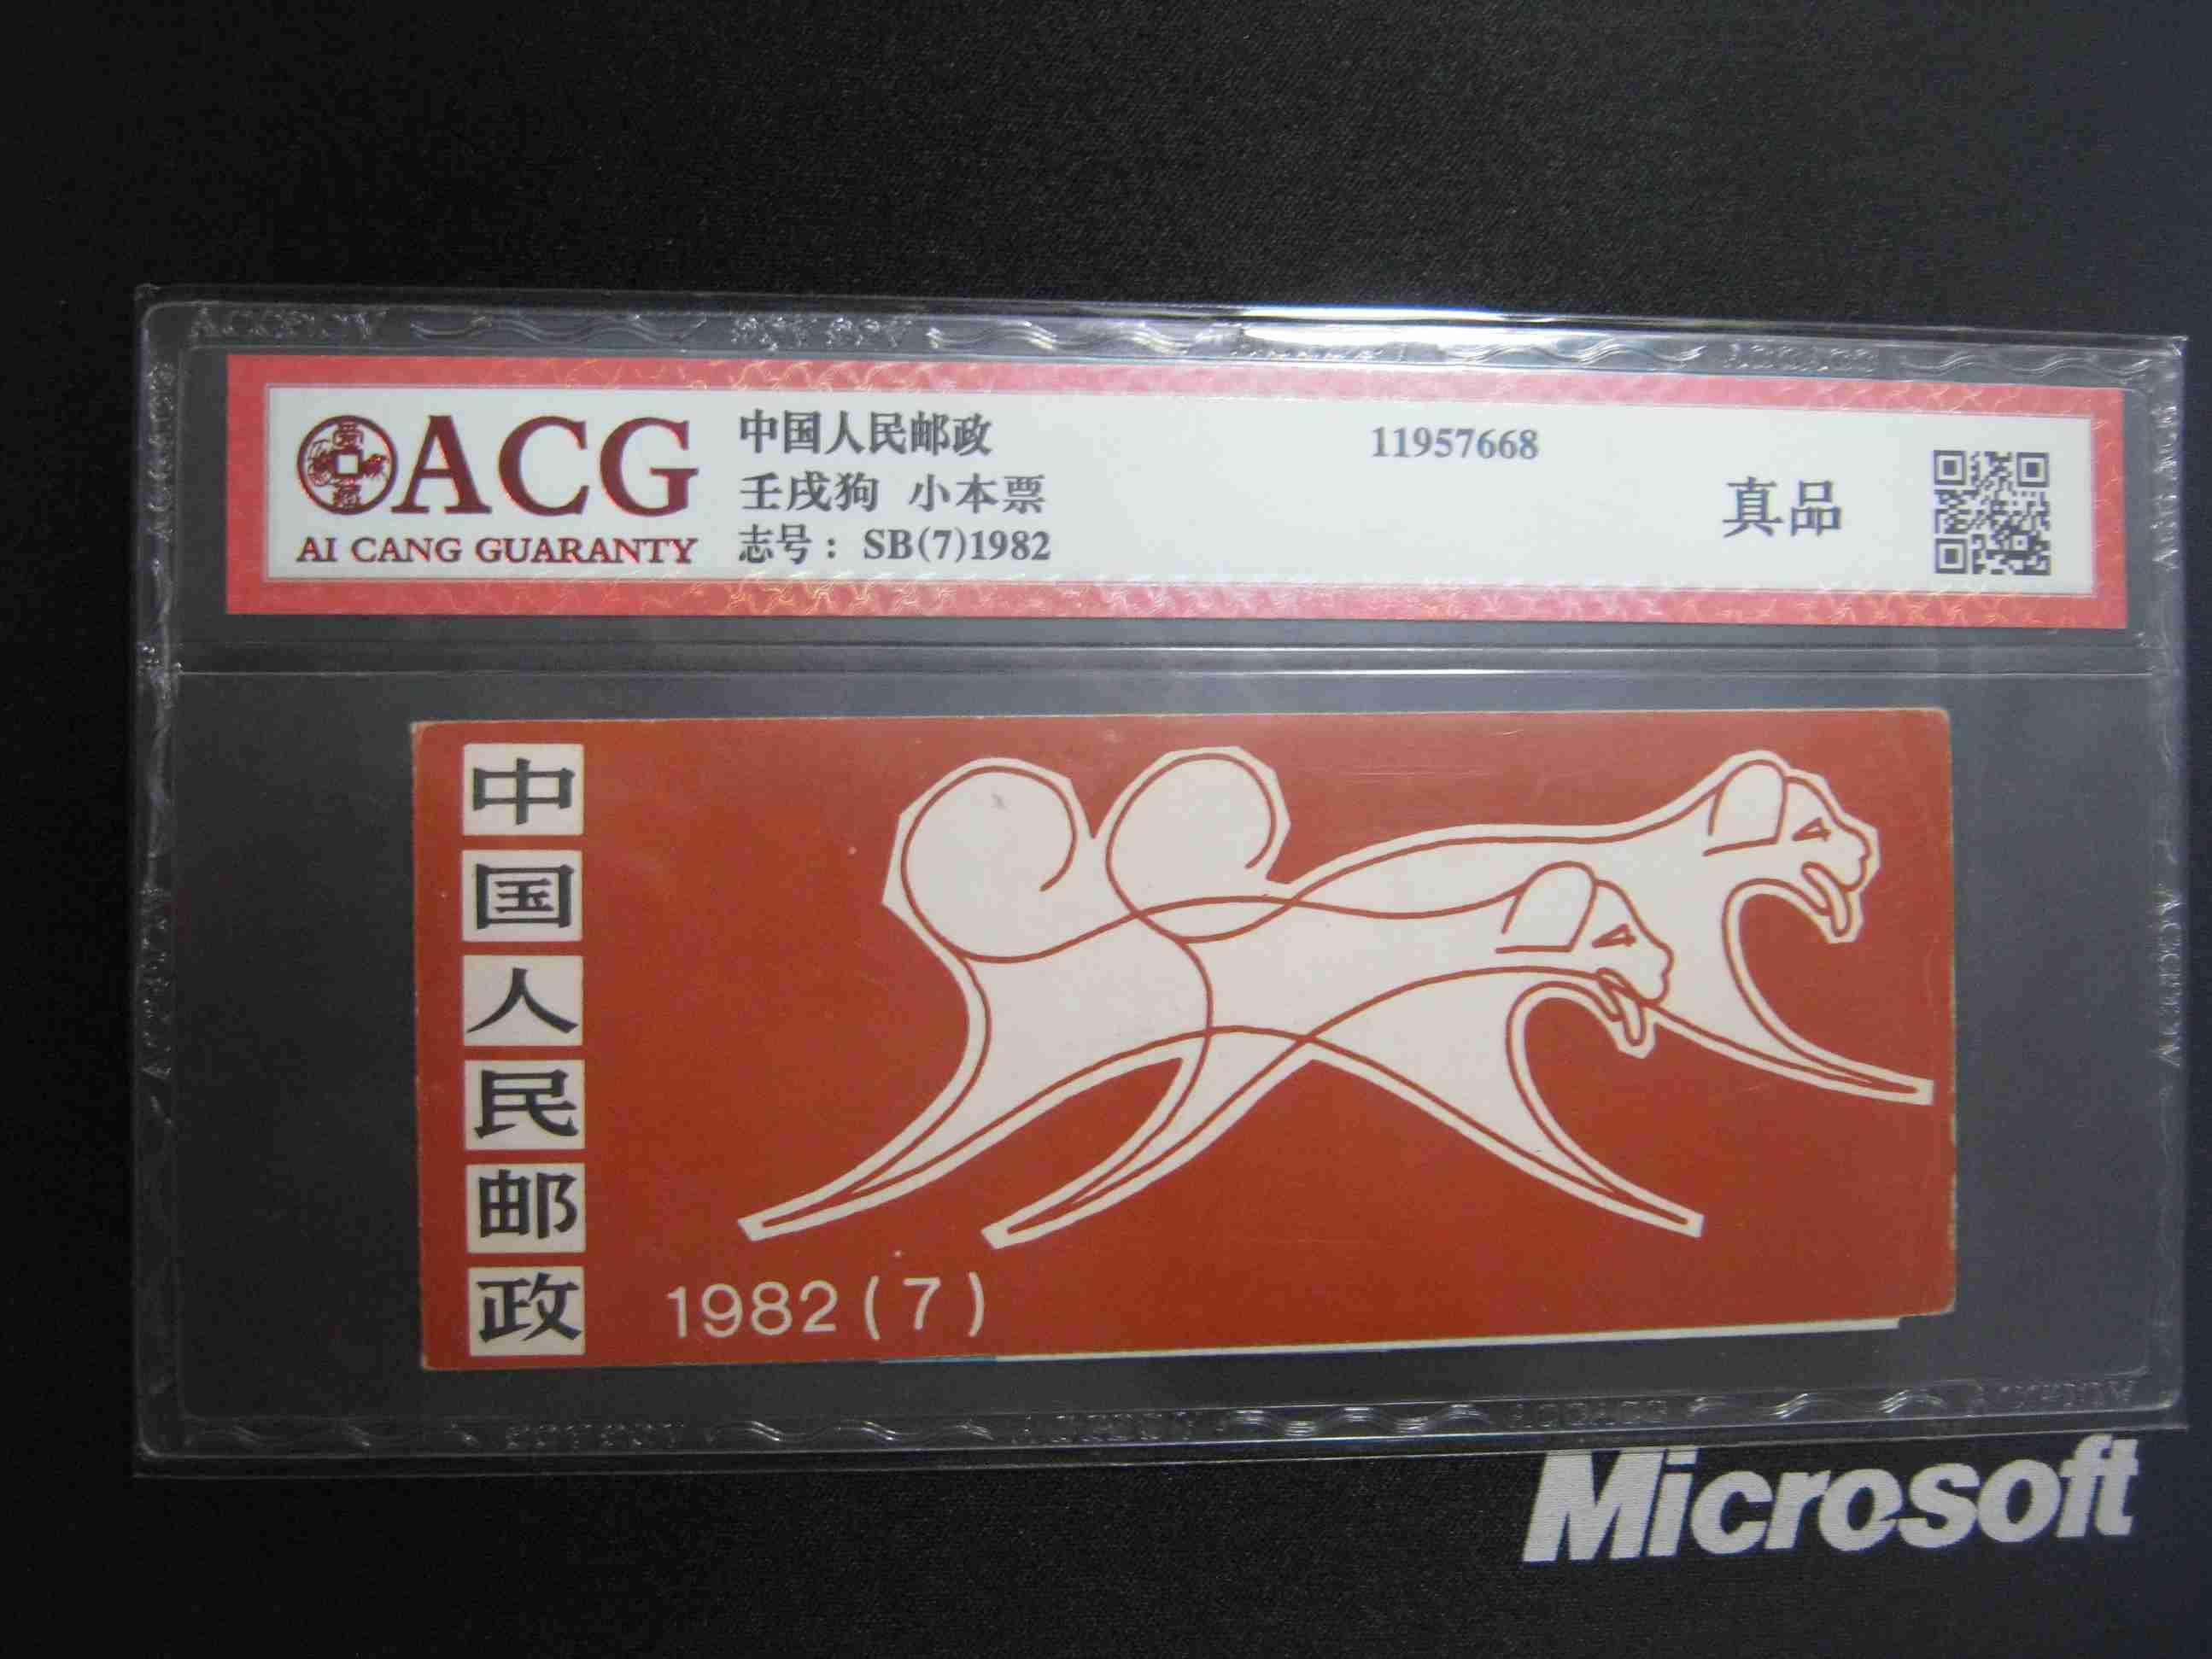 ACG
AI CANG GUARANTY
中国人民邮政
壬戌狗 小本票
志号：SB(7)1982
11957668
真品
中国人民邮政
1982(7)
Microsoft